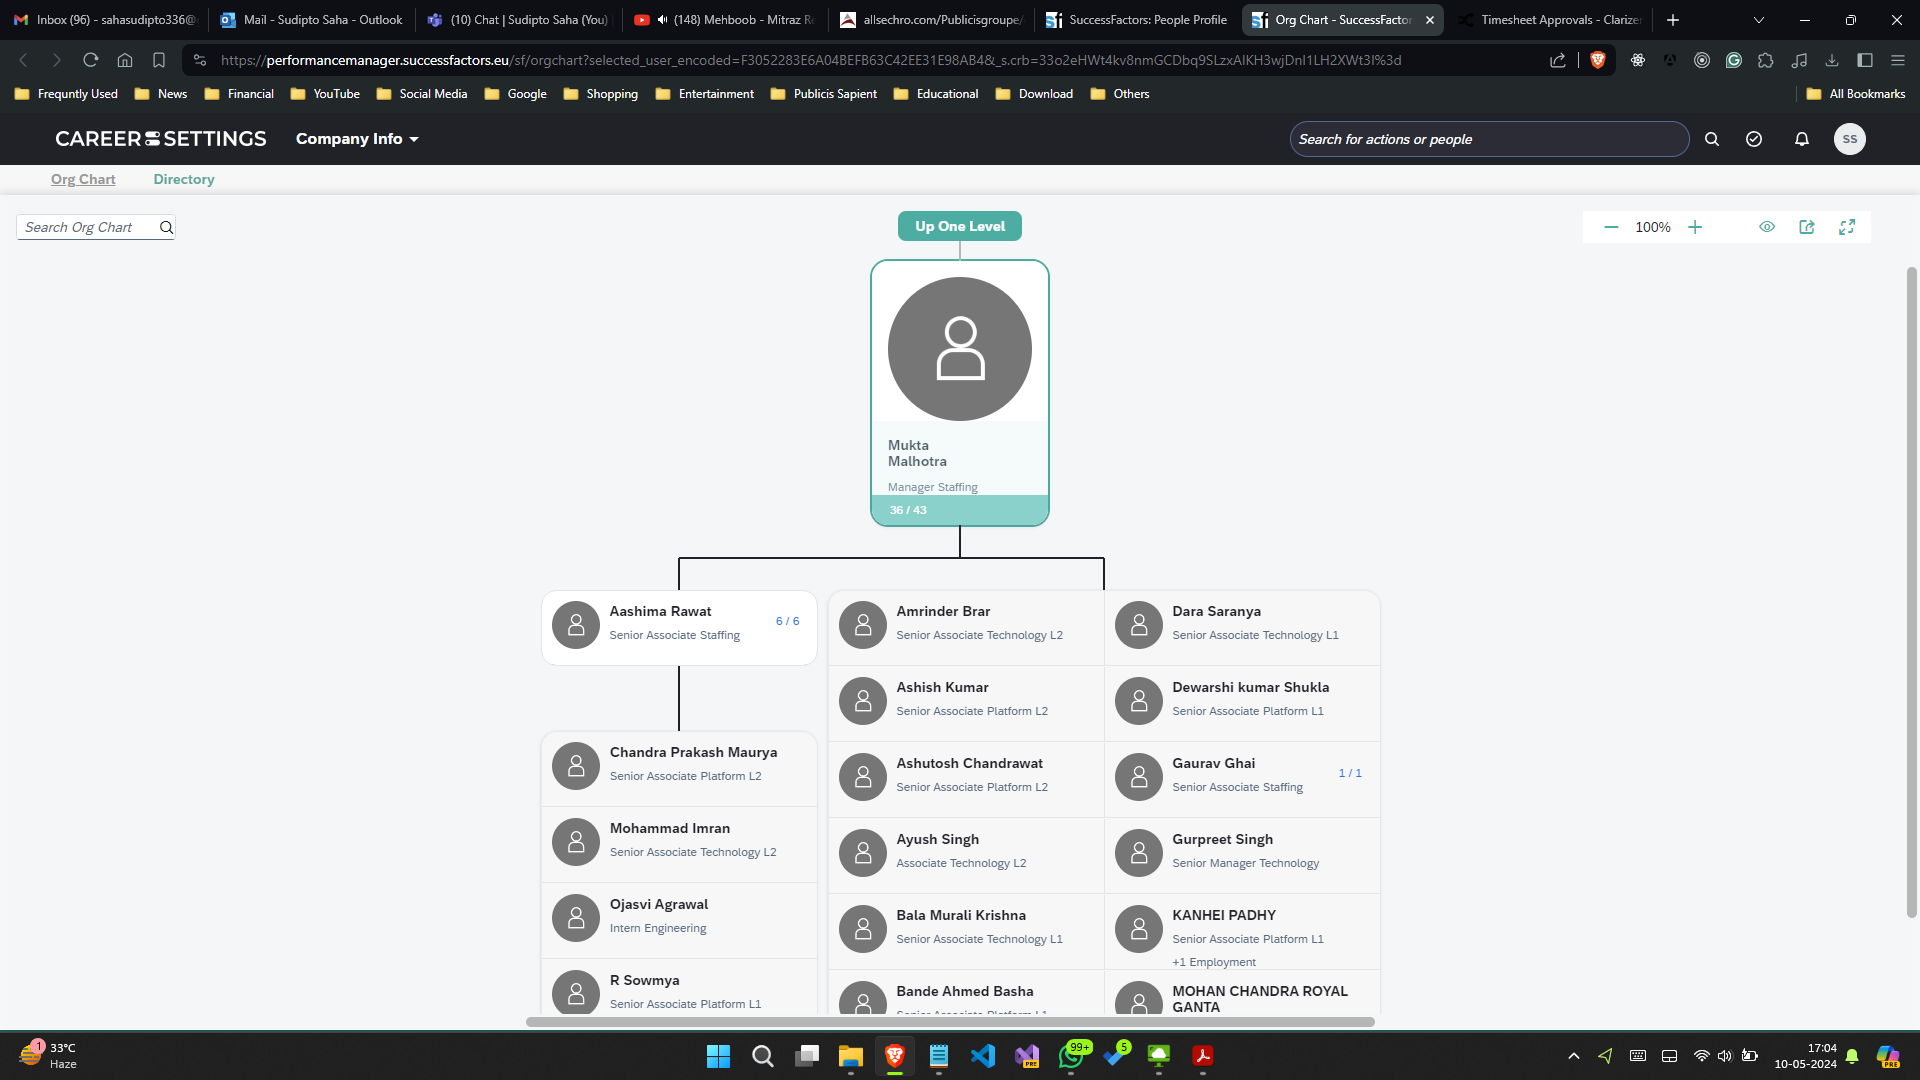 Inbox (96) - sahasudipto336@
Mail - Sudipto Saha - Outlook
(10) Chat | Sudipto Saha (You)
(148) Mehboob - Mitraz R
allsechro.com/Publicisgroupe/
SuccessFactors: People Profile
Org Chart - SuccessFactor
Timesheet Approvals - Clarizen
https://performancemanager.successfactors.eu/sf/orgchart?selected_user_encoded=F3052283E6A04BEFB63C42EE31E98AB4&_s.crb=33o2eHWt4kv8nmGCDbq9SLzxAIKH3wjDnI1LH2XWt3I%3d
Frequntly Used
News
Financial
YouTube
Social Media
Google
Shopping
Entertainment
Publicis Sapient
Educational
Download
Others
All Bookmarks
CAREER SETTINGS
Company Info
Search for actions or people
SS
Org Chart
Directory
Search Org Chart
Up One Level
100%
Mukta
Malhotra
Manager Staffing
36 / 43
Aashima Rawat
Senior Associate Staffing
6 / 6
Chandra Prakash Maurya
Senior Associate Platform L2
Mohammad Imran
Senior Associate Technology L2
Ojasvi Agrawal
Intern Engineering
R Sowmya
Senior Associate Platform L1
Amrinder Brar
Senior Associate Technology L2
Ashish Kumar
Senior Associate Platform L2
Ashutosh Chandrawat
Senior Associate Platform L2
Ayush Singh
Associate Technology L2
Bala Murali Krishna
Senior Associate Technology L1
Bande Ahmed Basha
Senior Associate Platform L1
Dara Saranya
Senior Associate Technology L1
Dewarshi kumar Shukla
Senior Associate Platform L1
Gaurav Ghai
Senior Associate Staffing
1 / 1
Gurpreet Singh
Senior Manager Technology
KANHEI PADHY
Senior Associate Platform L1
+1 Employment
MOHAN CHANDRA ROYAL
GANTA
1
33°C
Haze
PRE
99+
5
17:04
10-05-2024
PRE